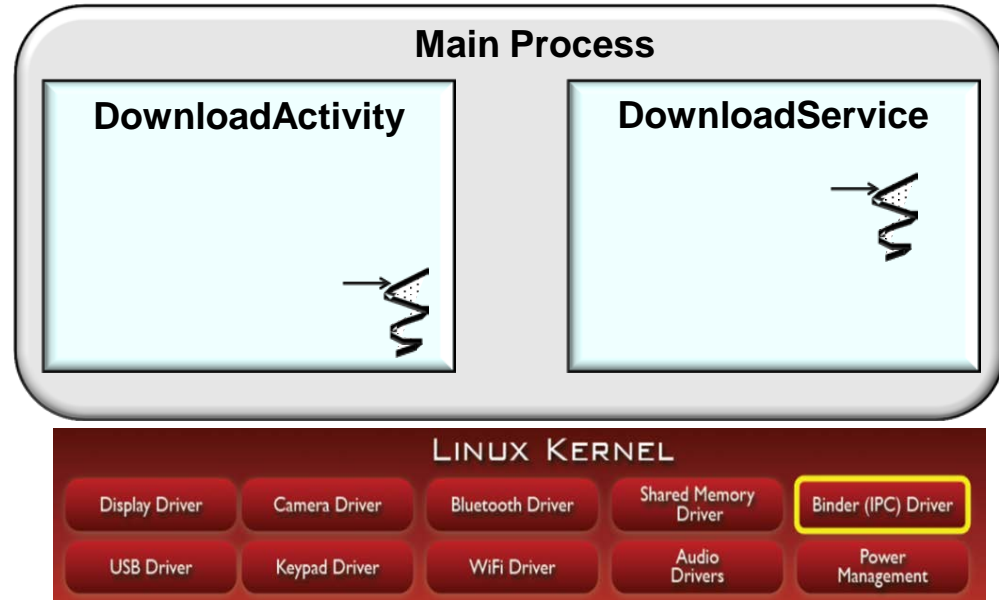 Main Process
DownloadActivity
DownloadService
LINUX KERNEL
Display Driver
Camera Driver
Bluetooth Driver
Shared Memory
Driver
Binder (IPC) Driver
USB Driver
Keypad Driver
WiFi Driver
Audio
Drivers
Power
Management